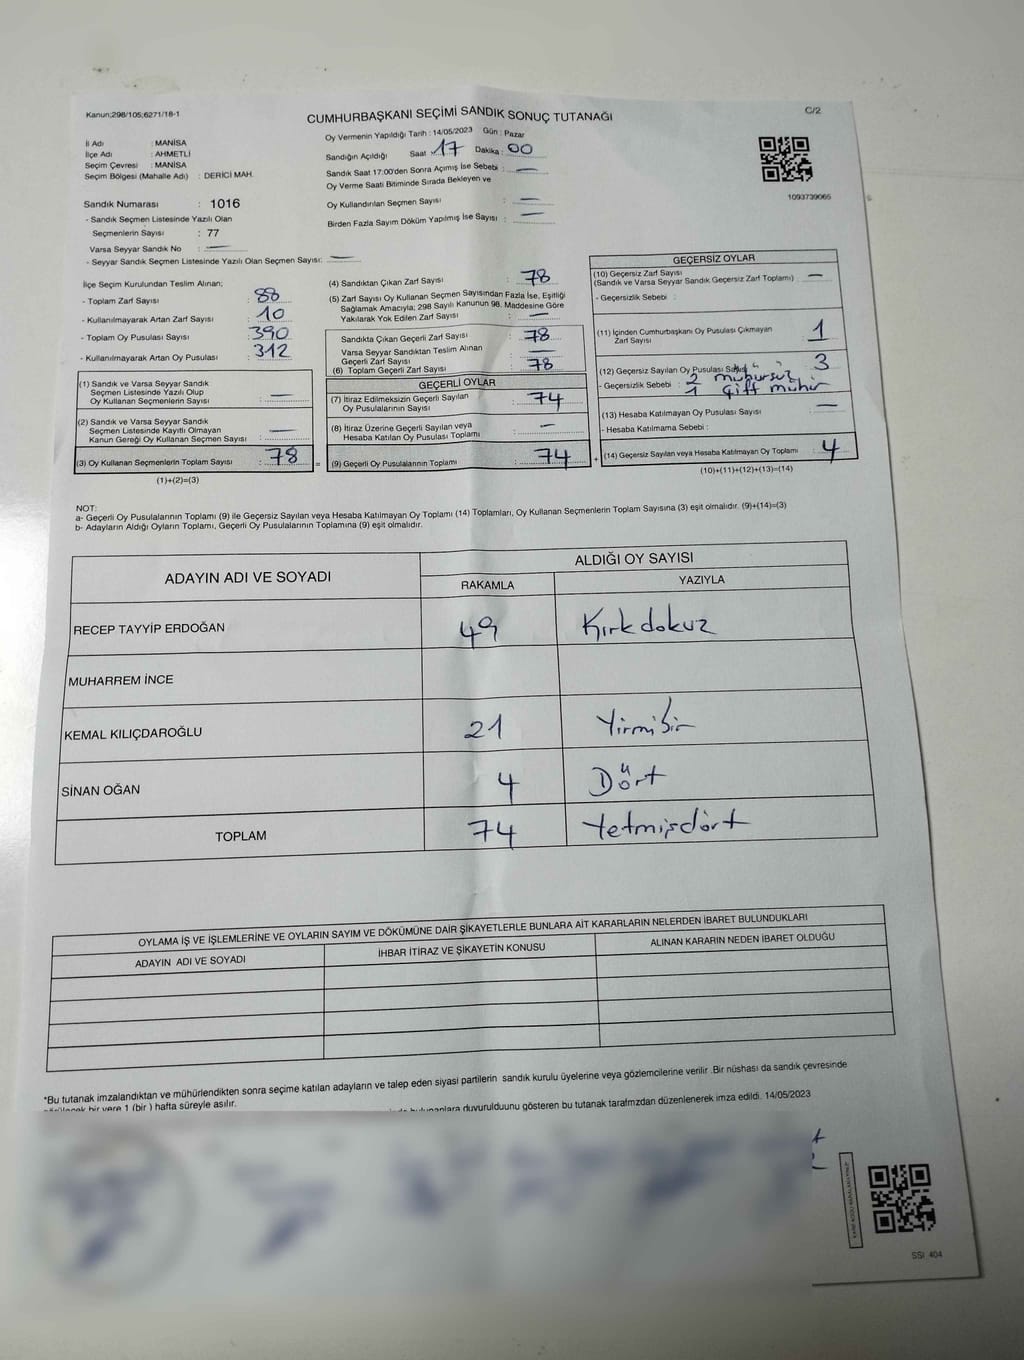 Kanun;298/105;6271/18-1
CUMHURBAŞKANI SEÇİMİ SANDIK SONUÇ TUTANAĞI
C/2
İl Adı : MANİSA
İlçe Adı : AHMETLİ
Seçim Çevresi : MANİSA
Seçim Bölgesi (Mahalle Adı) : DERİCİ MAH.
Sandık Numarası : 1016
- Sandık Seçmen Listesinde Yazılı Olan
Seçmenlerin Sayısı : 77
Varsa Seyyar Sandık No : —
- Seyyar Sandık Seçmen Listesinde Yazılı Olan Seçmen Sayısı: —
Oy Vermenin Yapıldığı Tarih : 14/05/2023 Gün : Pazar
Sandığın Açıldığı Saat : 17 Dakika : 00
Sandık Saat 17:00'den Sonra Açımış İse Sebebi : —
Oy Verme Saati Bitiminde Sırada Bekleyen ve
Oy Kullandırılan Seçmen Sayısı : —
Birden Fazla Sayım Döküm Yapılmış İse Sayısı : —
1093739065
İlçe Seçim Kurulundan Teslim Alınan;
- Toplam Zarf Sayısı : 88
- Kullanılmayarak Artan Zarf Sayısı : 10
- Toplam Oy Pusulası Sayısı : 390
- Kullanılmayarak Artan Oy Pusulası : 312
(1) Sandık ve Varsa Seyyar Sandık
Seçmen Listesinde Yazılı Olup
Oy Kullanan Seçmenlerin Sayısı : —
(2) Sandık ve Varsa Seyyar Sandık
Seçmen Listesinde Kayıtlı Olmayan
Kanun Gereği Oy Kullanan Seçmen Sayısı : —
(3) Oy Kullanan Seçmenlerin Toplam Sayısı : 78
(1)+(2)=(3)
(4) Sandıktan Çıkan Zarf Sayısı : 78
(5) Zarf Sayısı Oy Kullanan Seçmen Sayısından Fazla İse, Eşitliği
Sağlamak Amacıyla; 298 Sayılı Kanunun 98. Maddesine Göre
Yakılarak Yok Edilen Zarf Sayısı : —
Sandıkta Çıkan Geçerli Zarf Sayısı : 78
Varsa Seyyar Sandıktan Teslim Alınan
Geçerli Zarf Sayısı : —
(6) Toplam Geçerli Zarf Sayısı : 78
GEÇERLİ OYLAR
(7) İtiraz Edilmeksizin Geçerli Sayılan
Oy Pusulalarının Sayısı : 74
(8) İtiraz Üzerine Geçerli Sayılan veya
Hesaba Katılan Oy Pusulası Toplamı : —
= (9) Geçerli Oy Pusulalarının Toplamı : 74
GEÇERSİZ OYLAR
(10) Geçersiz Zarf Sayısı : —
(Sandık ve Varsa Seyyar Sandık Geçersiz Zarf Toplamı)
- Geçersizlik Sebebi :
(11) İçinden Cumhurbaşkanı Oy Pusulası Çıkmayan
Zarf Sayısı : 1
(12) Geçersiz Sayılan Oy Pusulası Sayısı : 3
- Geçersizlik Sebebi : 2 mühürsüz
1 Çift mühür
(13) Hesaba Katılmayan Oy Pusulası Sayısı : —
- Hesaba Katılmama Sebebi :
+ (14) Geçersiz Sayılan veya Hesaba Katılmayan Oy Toplamı : 4
(10)+(11)+(12)+(13)=(14)
NOT:
a- Geçerli Oy Pusulalarının Toplamı (9) ile Geçersiz Sayılan veya Hesaba Katılmayan Oy Toplamı (14) Toplamları, Oy Kullanan Seçmenlerin Toplam Sayısına (3) eşit olmalıdır. (9)+(14)=(3)
b- Adayların Aldığı Oyların Toplamı, Geçerli Oy Pusulalarının Toplamına (9) eşit olmalıdır.
ADAYIN ADI VE SOYADI
ALDIĞI OY SAYISI
RAKAMLA YAZIYLA
RECEP TAYYİP ERDOĞAN 49 Kırkdokuz
MUHARREM İNCE
KEMAL KILIÇDAROĞLU 21 Yirmibir
SİNAN OĞAN 4 Dört
TOPLAM 74 Yetmişdört
OYLAMA İŞ VE İŞLEMLERİNE VE OYLARIN SAYIM VE DÖKÜMÜNE DAİR ŞİKAYETLERLE BUNLARA AİT KARARLARIN NELERDEN İBARET BULUNDUKLARI
ADAYIN ADI VE SOYADI İHBAR İTİRAZ VE ŞİKAYETİN KONUSU ALINAN KARARIN NEDEN İBARET OLDUĞU
*Bu tutanak imzalandıktan ve mühürlendikten sonra seçime katılan adayların ve talep eden siyasi partilerin sandık kurulu üyelerine veya gözlemcilerine verilir .Bir nüshası da sandık çevresinde
bir yere 1 (bir ) hafta süreyle asılır.
duyurulduunu gösteren bu tutanak tarafmzdan düzenlenerek imza edildi. 14/05/2023
SSI 404